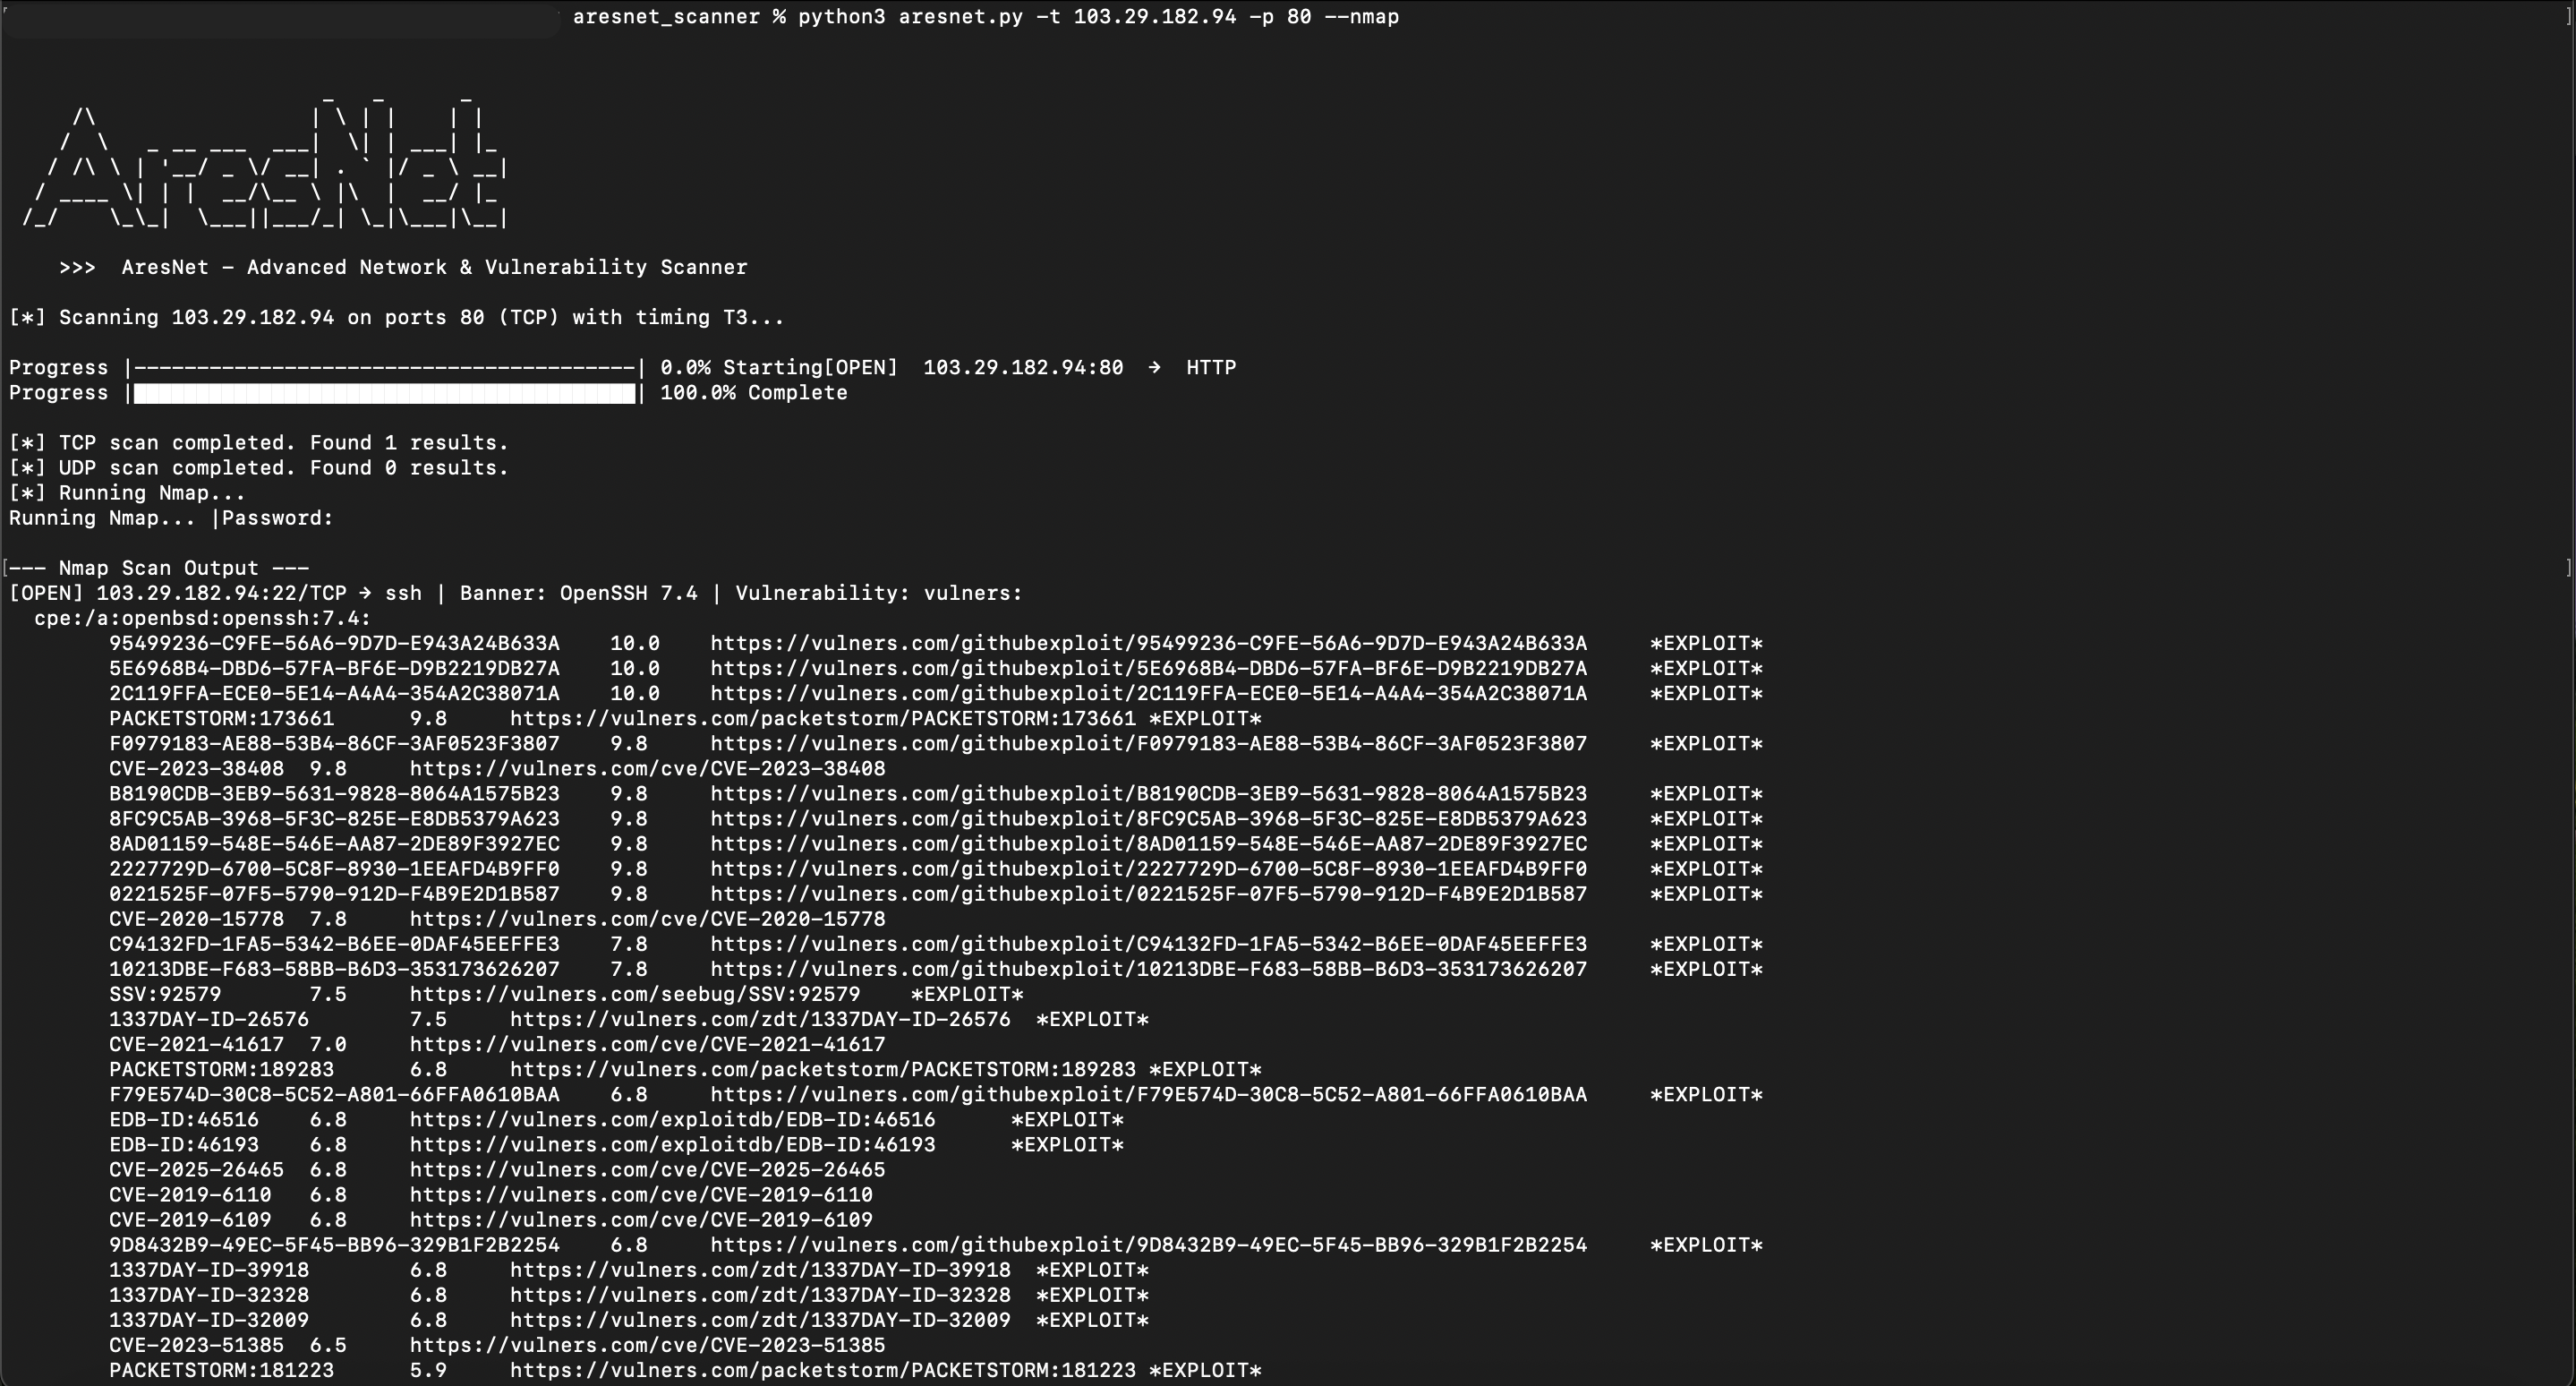 aresnet_scanner % python3 aresnet.py -t 103.29.182.94 -p 80 --nmap
AresNet
>>>  AresNet - Advanced Network & Vulnerability Scanner
[*] Scanning 103.29.182.94 on ports 80 (TCP) with timing T3...
Progress |----------------------------------------| 0.0% Starting[OPEN]  103.29.182.94:80  →  HTTP
Progress |████████████████████████████████████████| 100.0% Complete
[*] TCP scan completed. Found 1 results.
[*] UDP scan completed. Found 0 results.
[*] Running Nmap...
Running Nmap... |Password:
--- Nmap Scan Output ---
[OPEN] 103.29.182.94:22/TCP → ssh | Banner: OpenSSH 7.4 | Vulnerability: vulners:
cpe:/a:openbsd:openssh:7.4:
95499236-C9FE-56A6-9D7D-E943A24B633A    10.0    https://vulners.com/githubexploit/95499236-C9FE-56A6-9D7D-E943A24B633A    *EXPLOIT*
5E6968B4-DBD6-57FA-BF6E-D9B2219DB27A    10.0    https://vulners.com/githubexploit/5E6968B4-DBD6-57FA-BF6E-D9B2219DB27A    *EXPLOIT*
2C119FFA-ECE0-5E14-A4A4-354A2C38071A    10.0    https://vulners.com/githubexploit/2C119FFA-ECE0-5E14-A4A4-354A2C38071A    *EXPLOIT*
PACKETSTORM:173661    9.8    https://vulners.com/packetstorm/PACKETSTORM:173661 *EXPLOIT*
F0979183-AE88-53B4-86CF-3AF0523F3807    9.8    https://vulners.com/githubexploit/F0979183-AE88-53B4-86CF-3AF0523F3807    *EXPLOIT*
CVE-2023-38408  9.8    https://vulners.com/cve/CVE-2023-38408
B8190CDB-3EB9-5631-9828-8064A1575B23    9.8    https://vulners.com/githubexploit/B8190CDB-3EB9-5631-9828-8064A1575B23    *EXPLOIT*
8FC9C5AB-3968-5F3C-825E-E8DB5379A623    9.8    https://vulners.com/githubexploit/8FC9C5AB-3968-5F3C-825E-E8DB5379A623    *EXPLOIT*
8AD01159-548E-546E-AA87-2DE89F3927EC    9.8    https://vulners.com/githubexploit/8AD01159-548E-546E-AA87-2DE89F3927EC    *EXPLOIT*
2227729D-6700-5C8F-8930-1EEAFD4B9FF0    9.8    https://vulners.com/githubexploit/2227729D-6700-5C8F-8930-1EEAFD4B9FF0    *EXPLOIT*
0221525F-07F5-5790-912D-F4B9E2D1B587    9.8    https://vulners.com/githubexploit/0221525F-07F5-5790-912D-F4B9E2D1B587    *EXPLOIT*
CVE-2020-15778  7.8    https://vulners.com/cve/CVE-2020-15778
C94132FD-1FA5-5342-B6EE-0DAF45EEFFE3    7.8    https://vulners.com/githubexploit/C94132FD-1FA5-5342-B6EE-0DAF45EEFFE3    *EXPLOIT*
10213DBE-F683-58BB-B6D3-353173626207    7.8    https://vulners.com/githubexploit/10213DBE-F683-58BB-B6D3-353173626207    *EXPLOIT*
SSV:92579    7.5    https://vulners.com/seebug/SSV:92579    *EXPLOIT*
1337DAY-ID-26576    7.5    https://vulners.com/zdt/1337DAY-ID-26576  *EXPLOIT*
CVE-2021-41617  7.0    https://vulners.com/cve/CVE-2021-41617
PACKETSTORM:189283    6.8    https://vulners.com/packetstorm/PACKETSTORM:189283 *EXPLOIT*
F79E574D-30C8-5C52-A801-66FFA0610BAA    6.8    https://vulners.com/githubexploit/F79E574D-30C8-5C52-A801-66FFA0610BAA    *EXPLOIT*
EDB-ID:46516    6.8    https://vulners.com/exploitdb/EDB-ID:46516    *EXPLOIT*
EDB-ID:46193    6.8    https://vulners.com/exploitdb/EDB-ID:46193    *EXPLOIT*
CVE-2025-26465  6.8    https://vulners.com/cve/CVE-2025-26465
CVE-2019-6110   6.8    https://vulners.com/cve/CVE-2019-6110
CVE-2019-6109   6.8    https://vulners.com/cve/CVE-2019-6109
9D8432B9-49EC-5F45-BB96-329B1F2B2254    6.8    https://vulners.com/githubexploit/9D8432B9-49EC-5F45-BB96-329B1F2B2254    *EXPLOIT*
1337DAY-ID-39918    6.8    https://vulners.com/zdt/1337DAY-ID-39918  *EXPLOIT*
1337DAY-ID-32328    6.8    https://vulners.com/zdt/1337DAY-ID-32328  *EXPLOIT*
1337DAY-ID-32009    6.8    https://vulners.com/zdt/1337DAY-ID-32009  *EXPLOIT*
CVE-2023-51385  6.5    https://vulners.com/cve/CVE-2023-51385
PACKETSTORM:181223    5.9    https://vulners.com/packetstorm/PACKETSTORM:181223 *EXPLOIT*